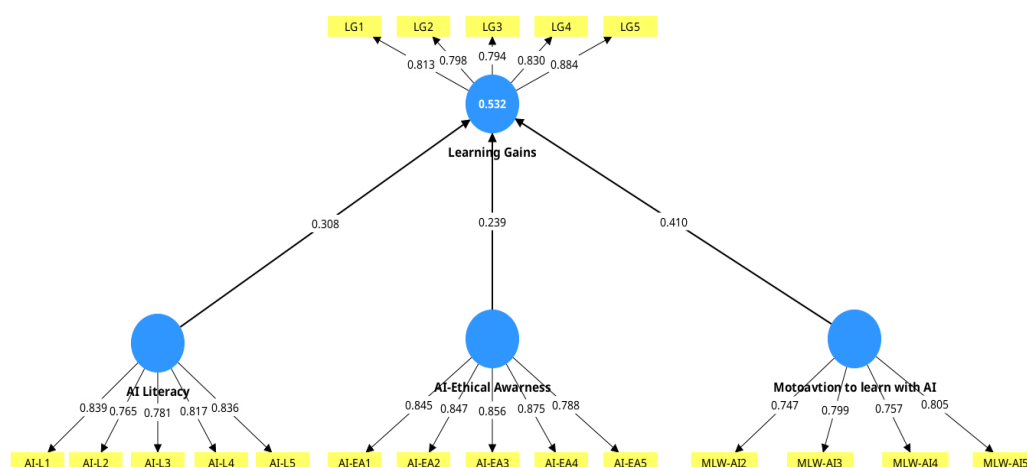 LG1 LG2 LG3 LG4 LG5
0.813 0.798 0.794 0.830 0.884
0.532
Learning Gains
0.308 0.239 0.410
AI Literacy AI-Ethical Awarness Motoavtion to learn with AI
0.839 0.765 0.781 0.817 0.836 0.845 0.847 0.856 0.875 0.788 0.747 0.799 0.757 0.805
AI-L1 AI-L2 AI-L3 AI-L4 AI-L5 AI-EA1 AI-EA2 AI-EA3 AI-EA4 AI-EA5 MLW-AI2 MLW-AI3 MLW-AI4 MLW-AI5